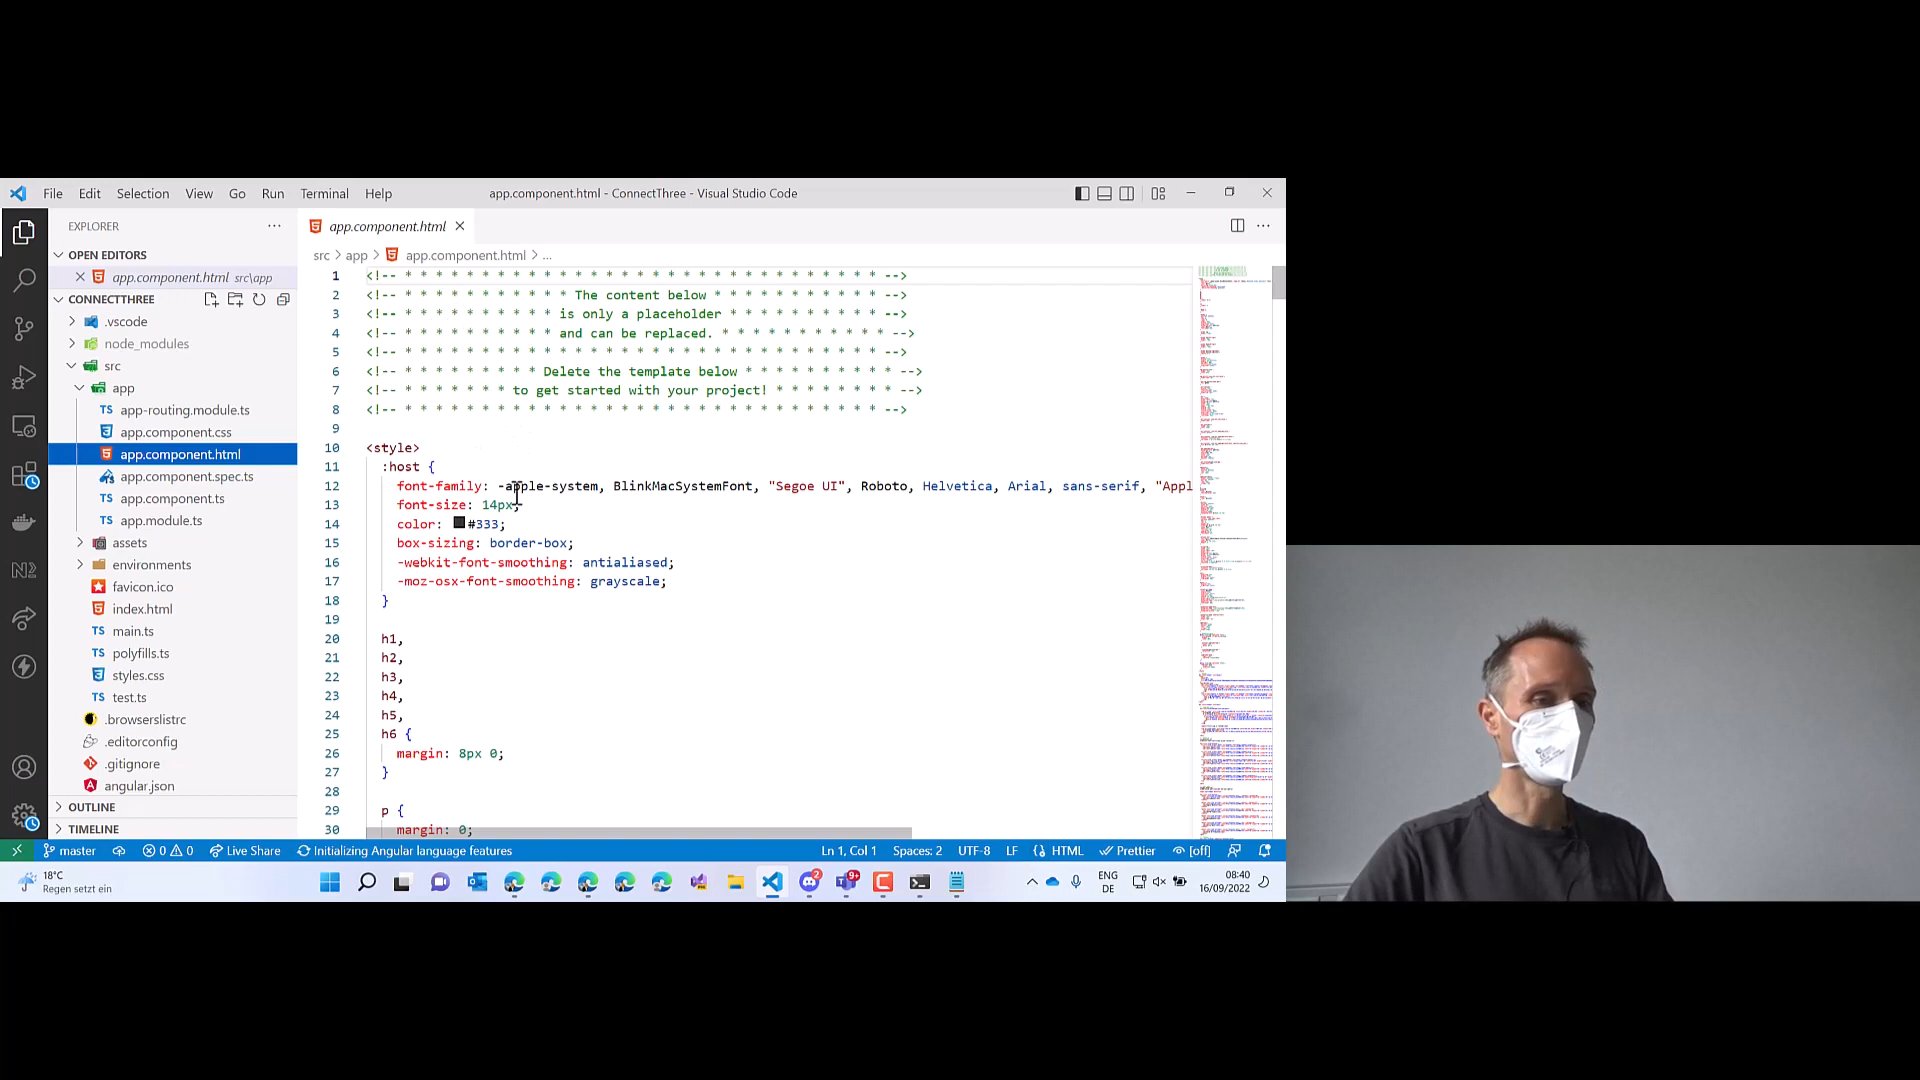 File Edit Selection View Go Run Terminal Help
app.component.html - ConnectThree - Visual Studio Code
EXPLORER
OPEN EDITORS
app.component.html src\app
CONNECTTHREE
.vscode
node_modules
src
app
TS app-routing.module.ts
app.component.css
app.component.html
app.component.spec.ts
TS app.component.ts
TS app.module.ts
assets
environments
favicon.ico
index.html
TS main.ts
TS polyfills.ts
styles.css
TS test.ts
.browserslistrc
.editorconfig
.gitignore
angular.json
OUTLINE
TIMELINE
app.component.html
src > app > app.component.html > ...
1 <!-- * * * * * * * * * * * * * * * * * * * * * * * * * * * * * * * -->
2 <!-- * * * * * * * * * * * The content below * * * * * * * * * * * -->
3 <!-- * * * * * * * * * * is only a placeholder * * * * * * * * * * -->
4 <!-- * * * * * * * * * * and can be replaced. * * * * * * * * * * * -->
5 <!-- * * * * * * * * * * * * * * * * * * * * * * * * * * * * * * * -->
6 <!-- * * * * * * * * * Delete the template below * * * * * * * * * * -->
7 <!-- * * * * * * * to get started with your project! * * * * * * * * -->
8 <!-- * * * * * * * * * * * * * * * * * * * * * * * * * * * * * * * -->
9
10 <style>
11 :host {
12 font-family: -apple-system, BlinkMacSystemFont, "Segoe UI", Roboto, Helvetica, Arial, sans-serif, "Appl
13 font-size: 14px;
14 color: #333;
15 box-sizing: border-box;
16 -webkit-font-smoothing: antialiased;
17 -moz-osx-font-smoothing: grayscale;
18 }
19
20 h1,
21 h2,
22 h3,
23 h4,
24 h5,
25 h6 {
26 margin: 8px 0;
27 }
28
29 p {
30 margin: 0;
master 0 0 Live Share Initializing Angular language features Ln 1, Col 1 Spaces: 2 UTF-8 LF HTML Prettier [off]
18°C
Regen setzt ein
2
9+
ENG
DE
08:40
16/09/2022